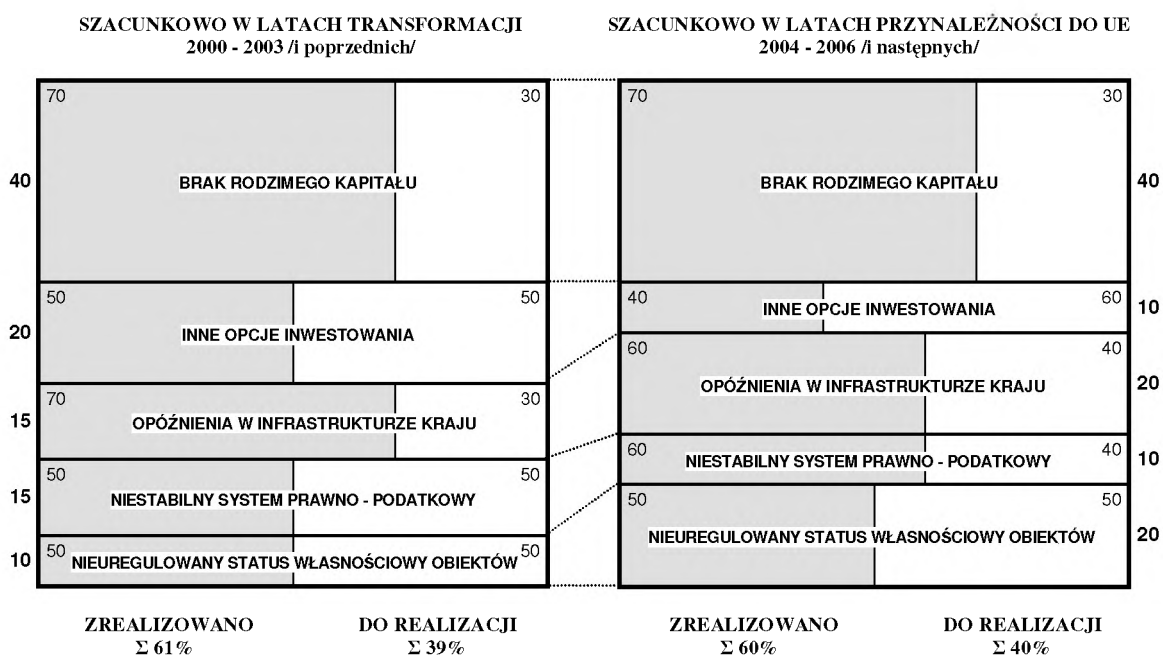 SZACUNKOWO W LATACH TRANSFORMACJI
2000 - 2003 /i poprzednich/
70 30
40 BRAK RODZIMEGO KAPITAŁU
50 50
20 INNE OPCJE INWESTOWANIA
70 30
15 OPÓŹNIENIA W INFRASTRUKTURZE KRAJU
50 50
15 NIESTABILNY SYSTEM PRAWNO - PODATKOWY
50 50
10 NIEUREGULOWANY STATUS WŁASNOŚCIOWY OBIEKTÓW
ZREALIZOWANO DO REALIZACJI
Σ 61% Σ 39%
SZACUNKOWO W LATACH PRZYNALEŻNOŚCI DO UE
2004 - 2006 /i następnych/
70 30
BRAK RODZIMEGO KAPITAŁU 40
40 60
INNE OPCJE INWESTOWANIA 10
60 40
OPÓŹNIENIA W INFRASTRUKTURZE KRAJU 20
60 40
NIESTABILNY SYSTEM PRAWNO - PODATKOWY 10
50 50
NIEUREGULOWANY STATUS WŁASNOŚCIOWY OBIEKTÓW 20
ZREALIZOWANO DO REALIZACJI
Σ 60% Σ 40%